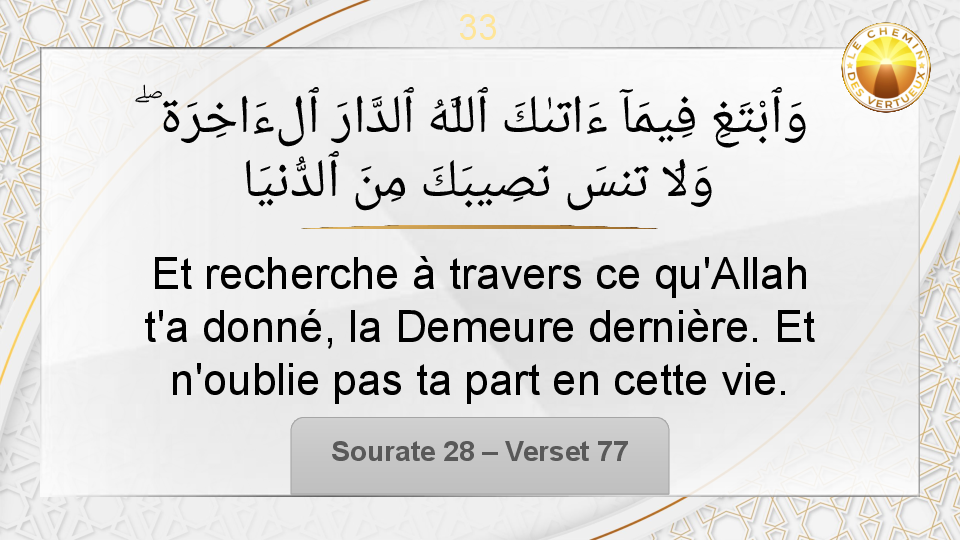 33
LE CHEMIN
DES VERTUEUX
وَٱبْتَغِ فِيمَآ ءَاتَىٰكَ ٱللَّهُ ٱلدَّارَ ٱلْءَاخِرَةَ ۖ
وَلَا تَنسَ نَصِيبَكَ مِنَ ٱلدُّنْيَا
Et recherche à travers ce qu'Allah
t'a donné, la Demeure dernière. Et
n'oublie pas ta part en cette vie.
Sourate 28 – Verset 77